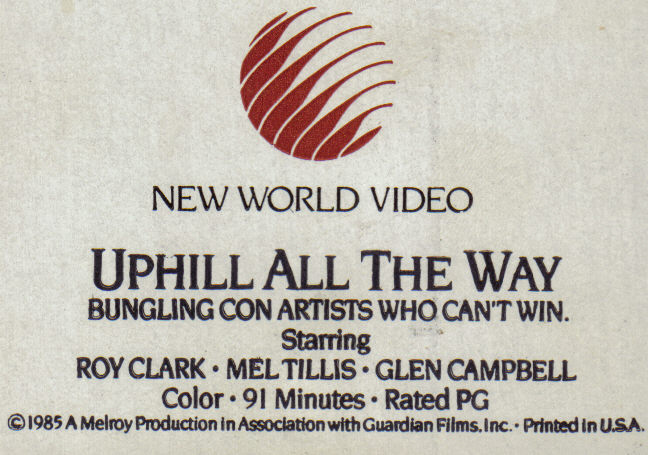 NEW WORLD VIDEO
UPHILL ALL THE WAY
BUNGLING CON ARTISTS WHO CAN'T WIN.
Starring
ROY CLARK • MEL TILLIS • GLEN CAMPBELL
Color • 91 Minutes • Rated PG
©1985 A Melroy Production in Association with Guardian Films, Inc. • Printed in U.S.A.